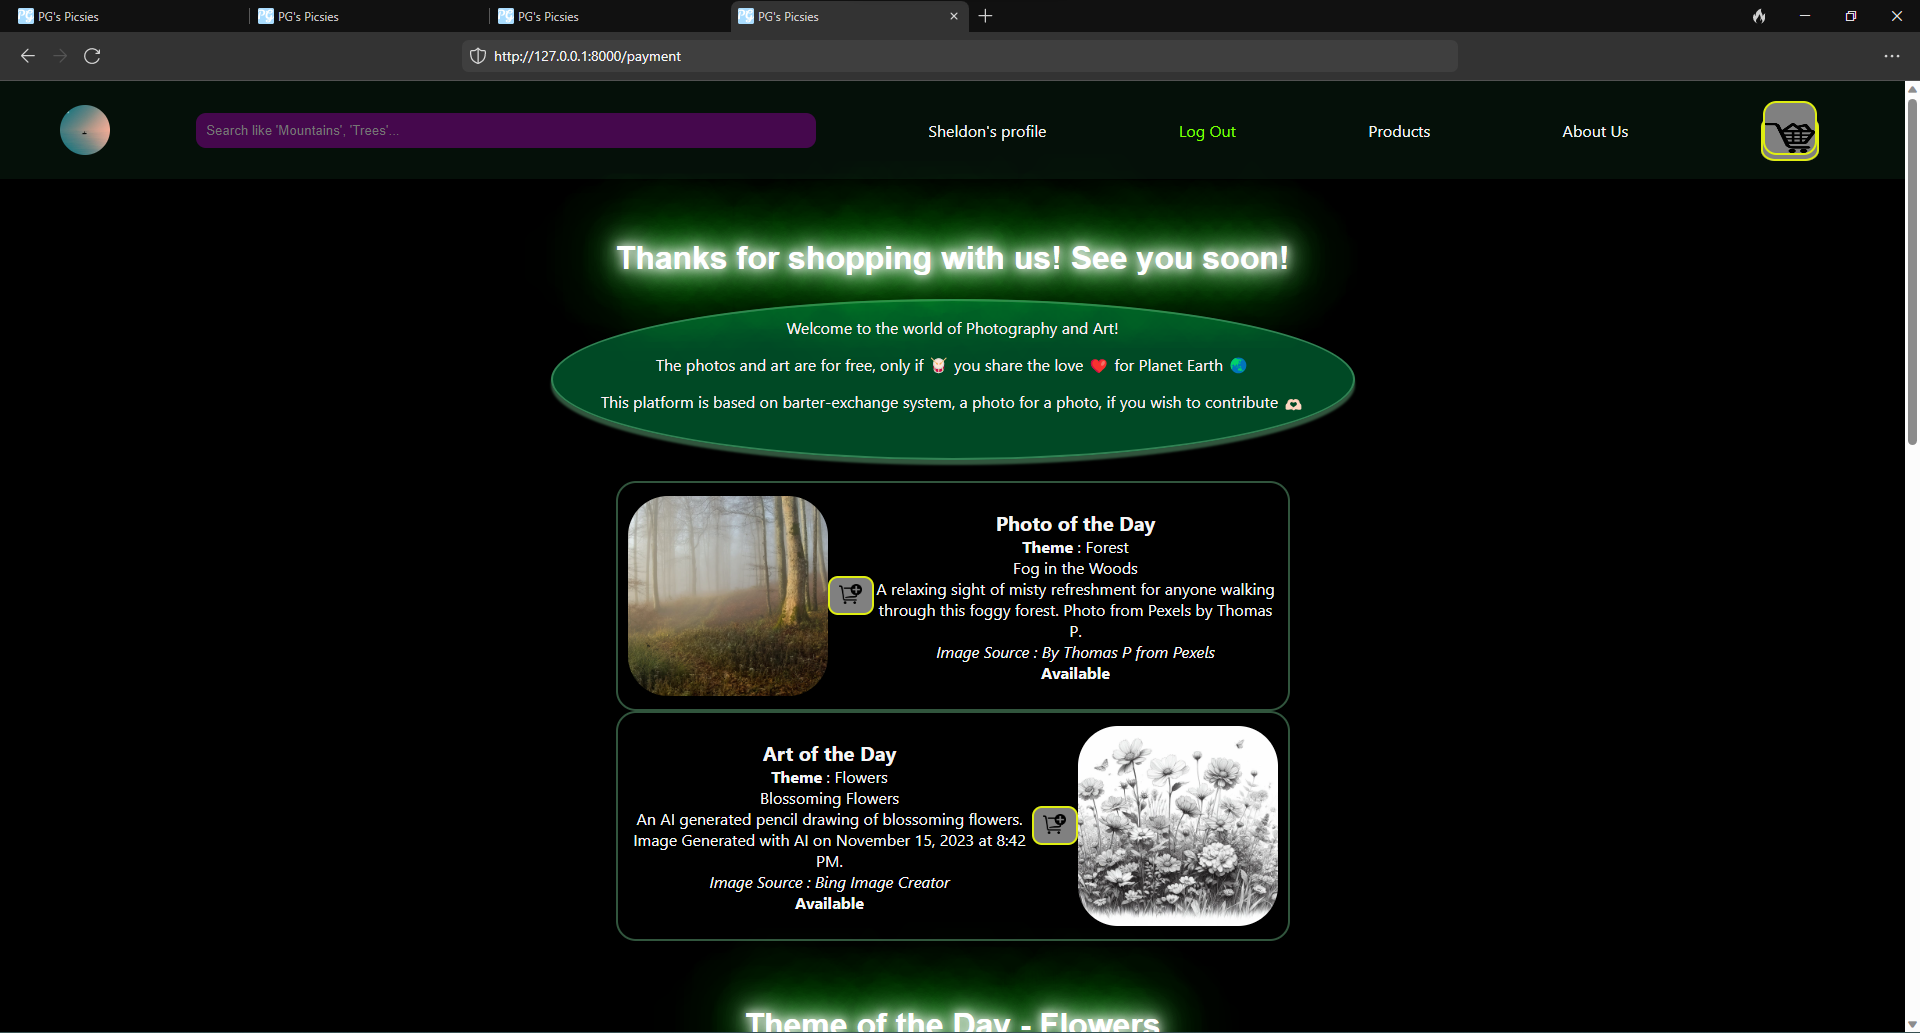 PG's Picsies
PG's Picsies
PG's Picsies
PG's Picsies
http://127.0.0.1:8000/payment
Search like 'Mountains', 'Trees'...
Sheldon's profile
Log Out
Products
About Us
Thanks for shopping with us! See you soon!
Welcome to the world of Photography and Art!
The photos and art are for free, only if you share the love ❤️ for Planet Earth 🌏
This platform is based on barter-exchange system, a photo for a photo, if you wish to contribute 🫶🏻
Photo of the Day
Theme : Forest
Fog in the Woods
A relaxing sight of misty refreshment for anyone walking
through this foggy forest. Photo from Pexels by Thomas
P.
Image Source : By Thomas P from Pexels
Available
Art of the Day
Theme : Flowers
Blossoming Flowers
An AI generated pencil drawing of blossoming flowers.
Image Generated with AI on November 15, 2023 at 8:42
PM.
Image Source : Bing Image Creator
Available
Theme of the Day - Flowers